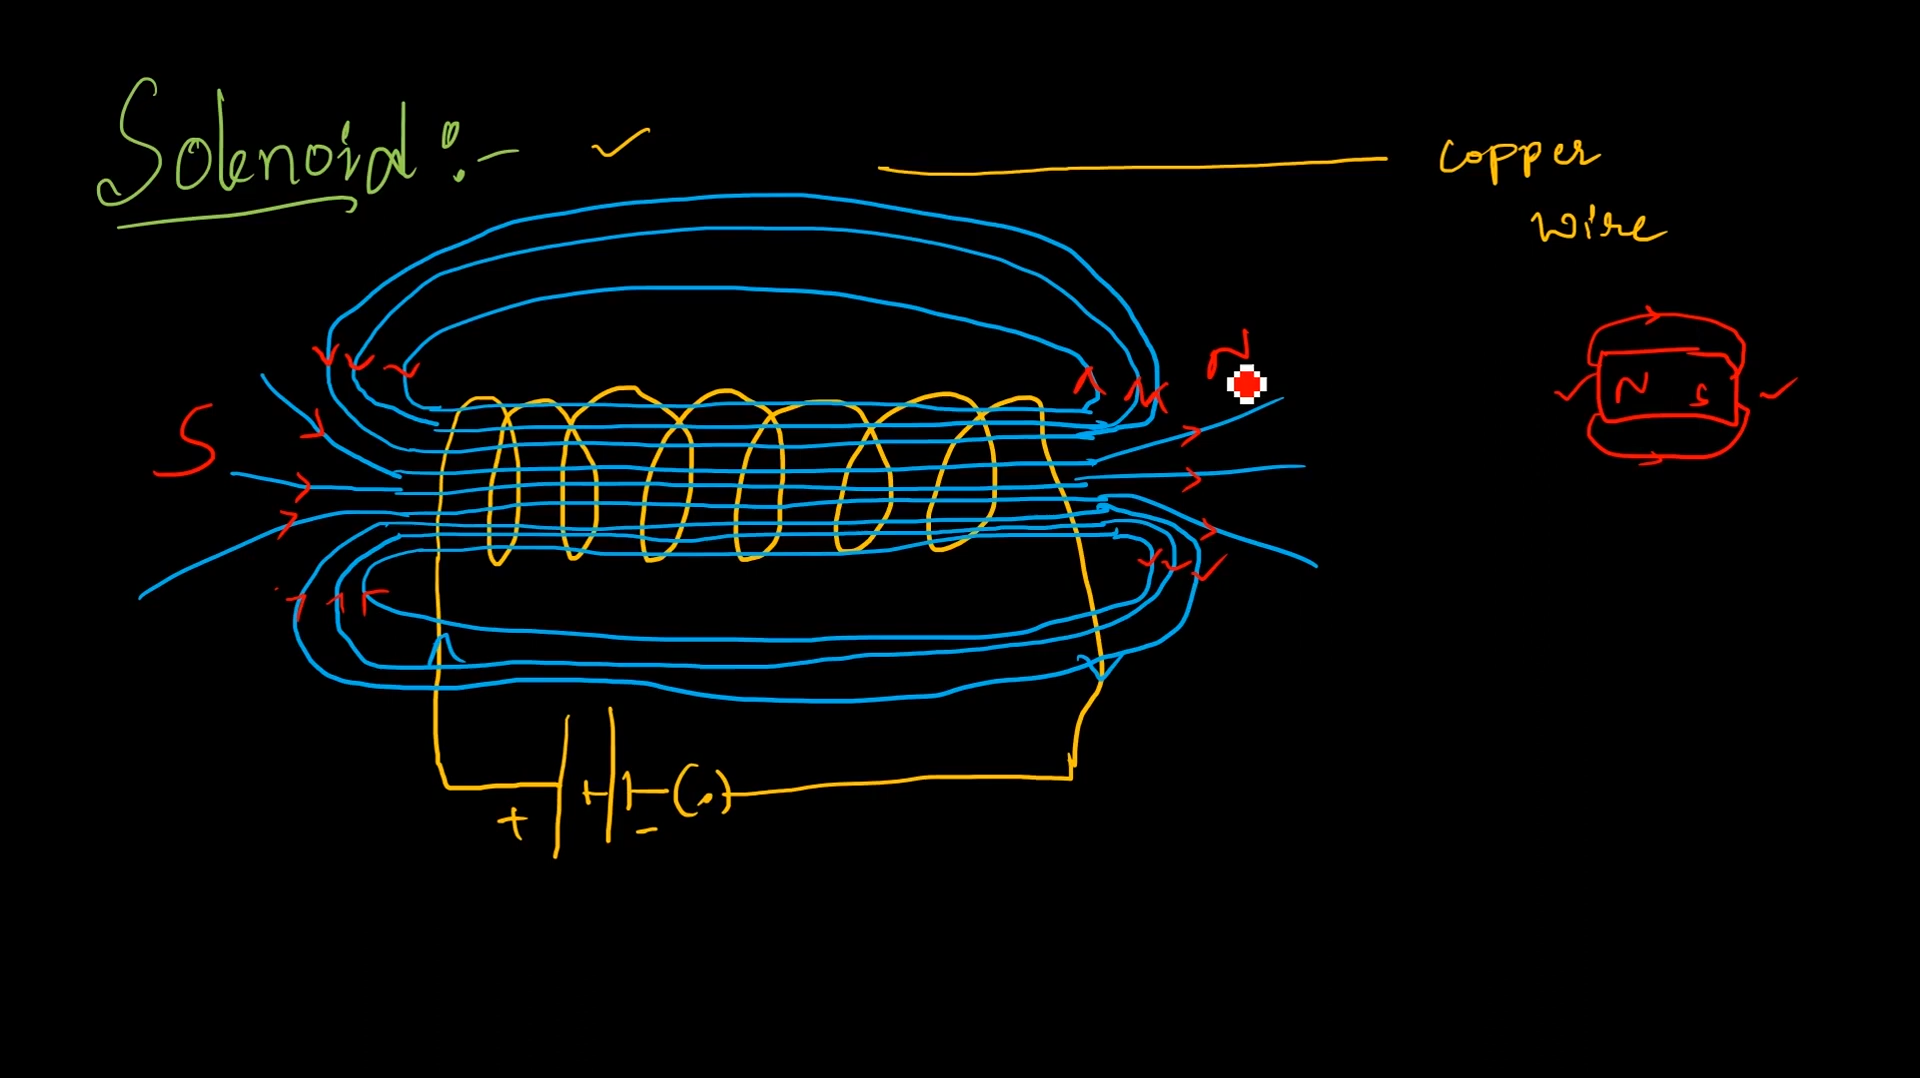 Solenoid :-
copper
wire
N
S
N S
+ -
(.)